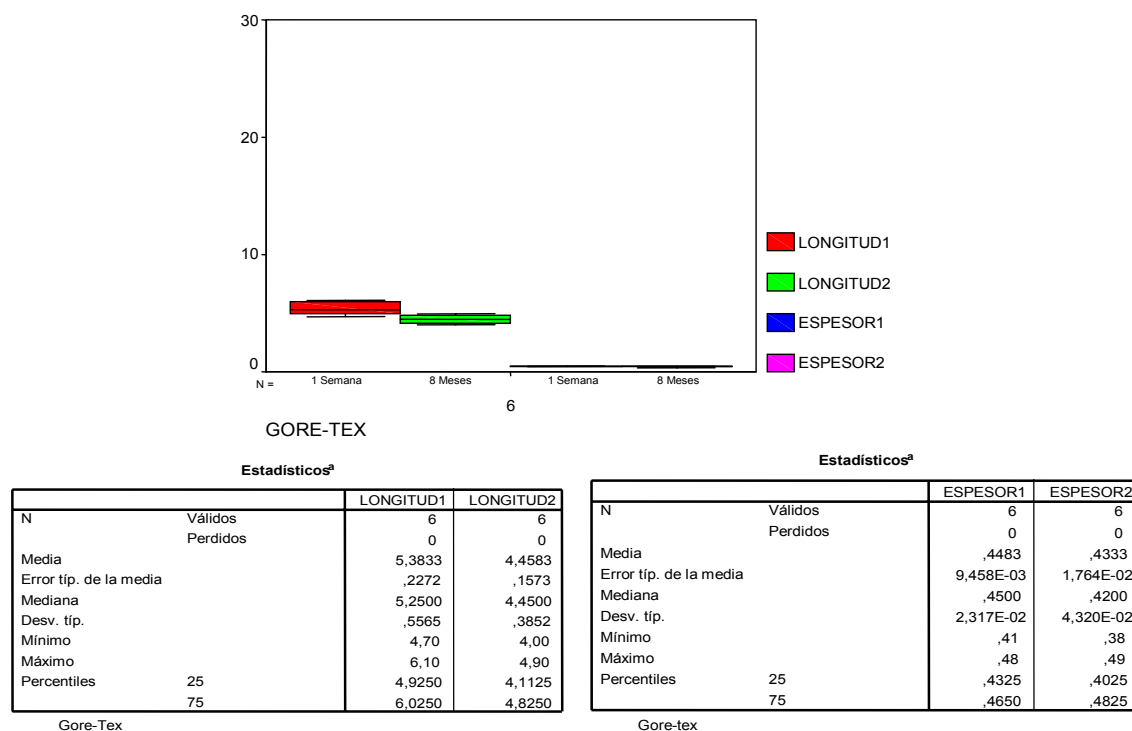 30
20
10
0
N =
1 Semana 8 Meses 1 Semana 8 Meses
6
GORE-TEX
LONGITUD1
LONGITUD2
ESPESOR1
ESPESOR2
Estadísticosa
LONGITUD1 LONGITUD2
N Válidos 6 6
Perdidos 0 0
Media 5,3833 4,4583
Error típ. de la media ,2272 ,1573
Mediana 5,2500 4,4500
Desv. típ. ,5565 ,3852
Mínimo 4,70 4,00
Máximo 6,10 4,90
Percentiles 25 4,9250 4,1125
75 6,0250 4,8250
Gore-Tex
Estadísticosa
ESPESOR1 ESPESOR2
N Válidos 6 6
Perdidos 0 0
Media ,4483 ,4333
Error típ. de la media 9,458E-03 1,764E-02
Mediana ,4500 ,4200
Desv. típ. 2,317E-02 4,320E-02
Mínimo ,41 ,38
Máximo ,48 ,49
Percentiles 25 ,4325 ,4025
75 ,4650 ,4825
Gore-tex